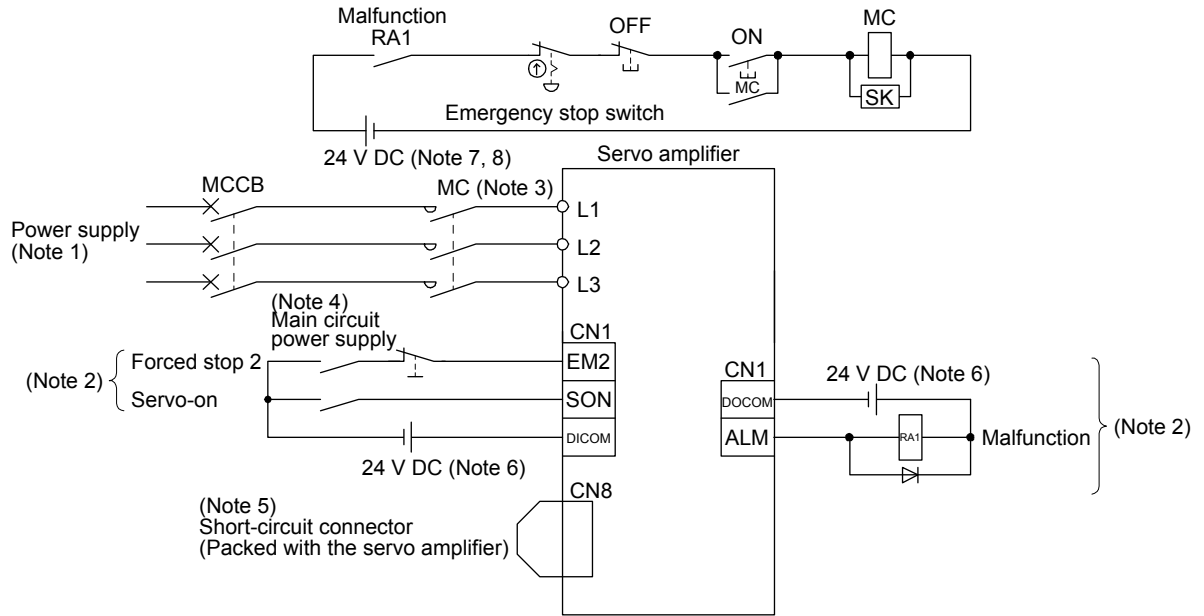 Malfunction
RA1
OFF
ON
MC
MC
SK
Emergency stop switch
24 V DC (Note 7, 8)
Servo amplifier
MCCB
MC (Note 3)
L1
Power supply
(Note 1)
L2
L3
(Note 4)
Main circuit
power supply
CN1
(Note 2)
Forced stop 2
EM2
Servo-on
SON
DICOM
24 V DC (Note 6)
CN1
24 V DC (Note 6)
DOCOM
ALM
RA1
Malfunction
(Note 2)
CN8
(Note 5)
Short-circuit connector
(Packed with the servo amplifier)